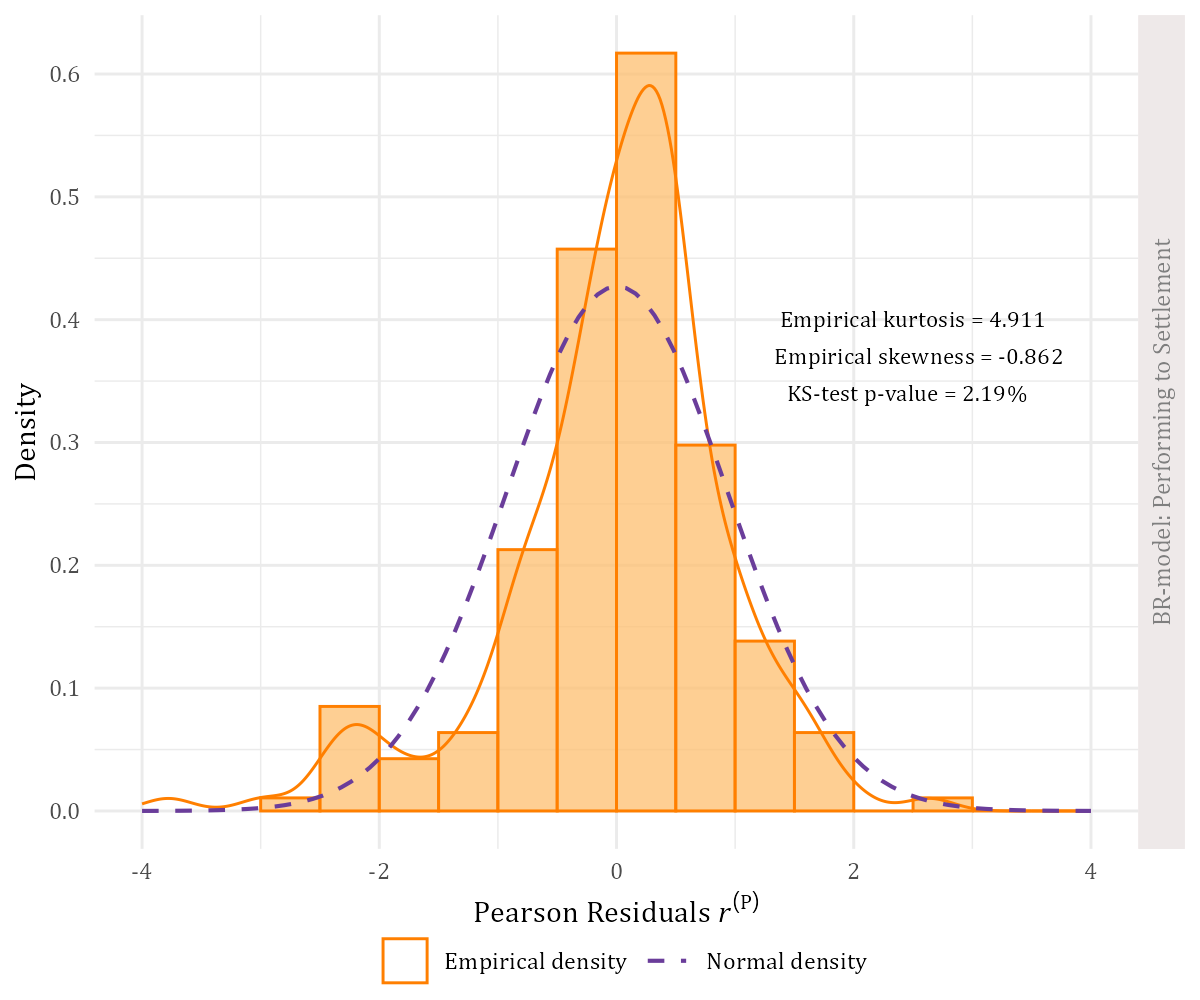 0.6
0.5
0.4
0.3
0.2
0.1
0.0
Density
Empirical kurtosis = 4.911
Empirical skewness = -0.862
KS-test p-value = 2.19%
BR-model: Performing to Settlement
-4 -2 0 2 4
Pearson Residuals r(P)
Empirical density Normal density